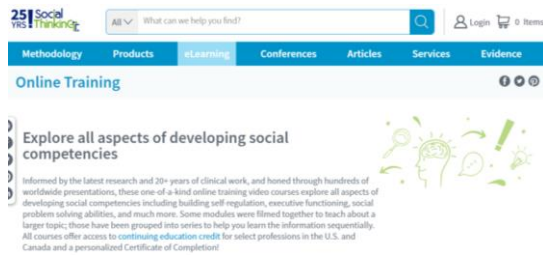 25 Social
YRS Thinking
All What can we help you find?
Login 0 Items
Methodology Products eLearning Conferences Articles Services Evidence
Online Training
Explore all aspects of developing social
competencies
Informed by the latest research and 20+ years of clinical work, and honed through hundreds of
worldwide presentations, these one-of-a-kind online training video courses explore all aspects of
developing social competencies including building self-regulation, executive functioning, social
problem solving abilities, and much more. Some modules were filmed together to teach about a
larger topic; those have been grouped into series to help you learn the information sequentially.
All courses offer access to continuing education credit for select professions in the U.S. and
Canada and a personalized Certificate of Completion!